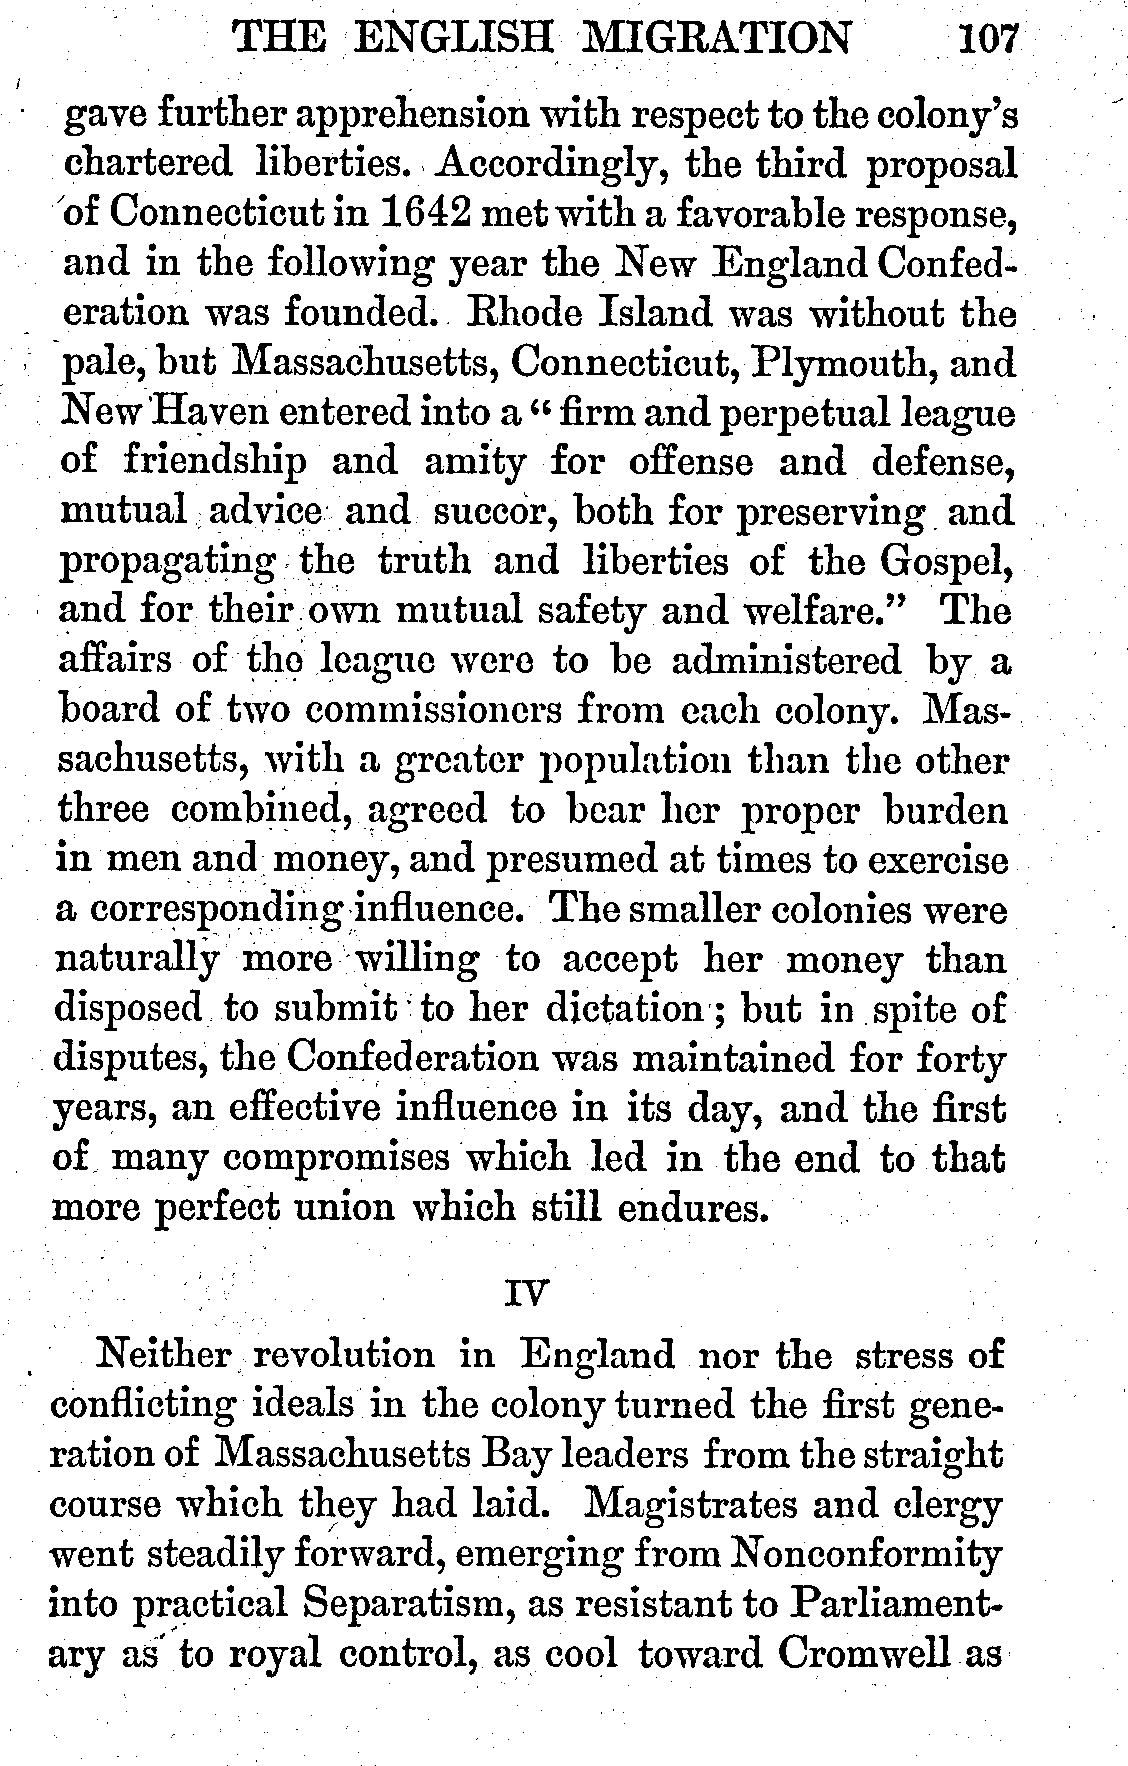 THE ENGLISH MIGRATION 107
gave further apprehension with respect to the colony's
chartered liberties. Accordingly, the third proposal
of Connecticut in 1642 met with a favorable response,
and in the following year the New England Confed-
eration was founded. Rhode Island was without the
pale, but Massachusetts, Connecticut, Plymouth, and
New Haven entered into a "firm and perpetual league
of friendship and amity for offense and defense,
mutual advice and succor, both for preserving and
propagating the truth and liberties of the Gospel,
and for their own mutual safety and welfare." The
affairs of the league were to be administered by a
board of two commissioners from each colony. Mas-
sachusetts, with a greater population than the other
three combined, agreed to bear her proper burden
in men and money, and presumed at times to exercise
a corresponding influence. The smaller colonies were
naturally more willing to accept her money than
disposed to submit to her dictation; but in spite of
disputes, the Confederation was maintained for forty
years, an effective influence in its day, and the first
of many compromises which led in the end to that
more perfect union which still endures.
IV
Neither revolution in England nor the stress of
conflicting ideals in the colony turned the first gene-
ration of Massachusetts Bay leaders from the straight
course which they had laid. Magistrates and clergy
went steadily forward, emerging from Nonconformity
into practical Separatism, as resistant to Parliament-
ary as to royal control, as cool toward Cromwell as